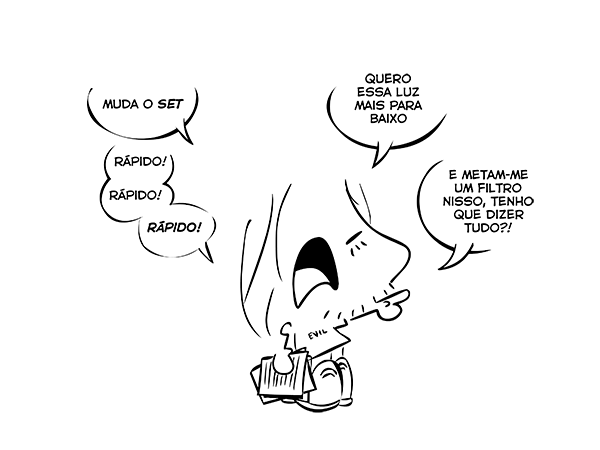 MUDA O SET
RÁPIDO!
RÁPIDO!
RÁPIDO!
QUERO
ESSA LUZ
MAIS PARA
BAIXO
E METAM-ME
UM FILTRO
NISSO, TENHO
QUE DIZER
TUDO?!
EVIL